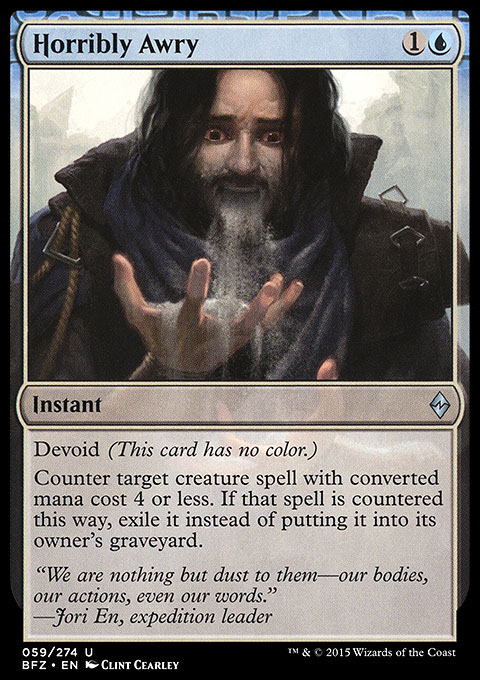 Horribly Awry 1
Instant
Devoid (This card has no color.)
Counter target creature spell with converted
mana cost 4 or less. If that spell is countered
this way, exile it instead of putting it into its
owner's graveyard.
“We are nothing but dust to them—our bodies,
our actions, even our words.”
—Jori En, expedition leader
059/274 U
BFZ • EN Clint Cearley
™ & © 2015 Wizards of the Coast